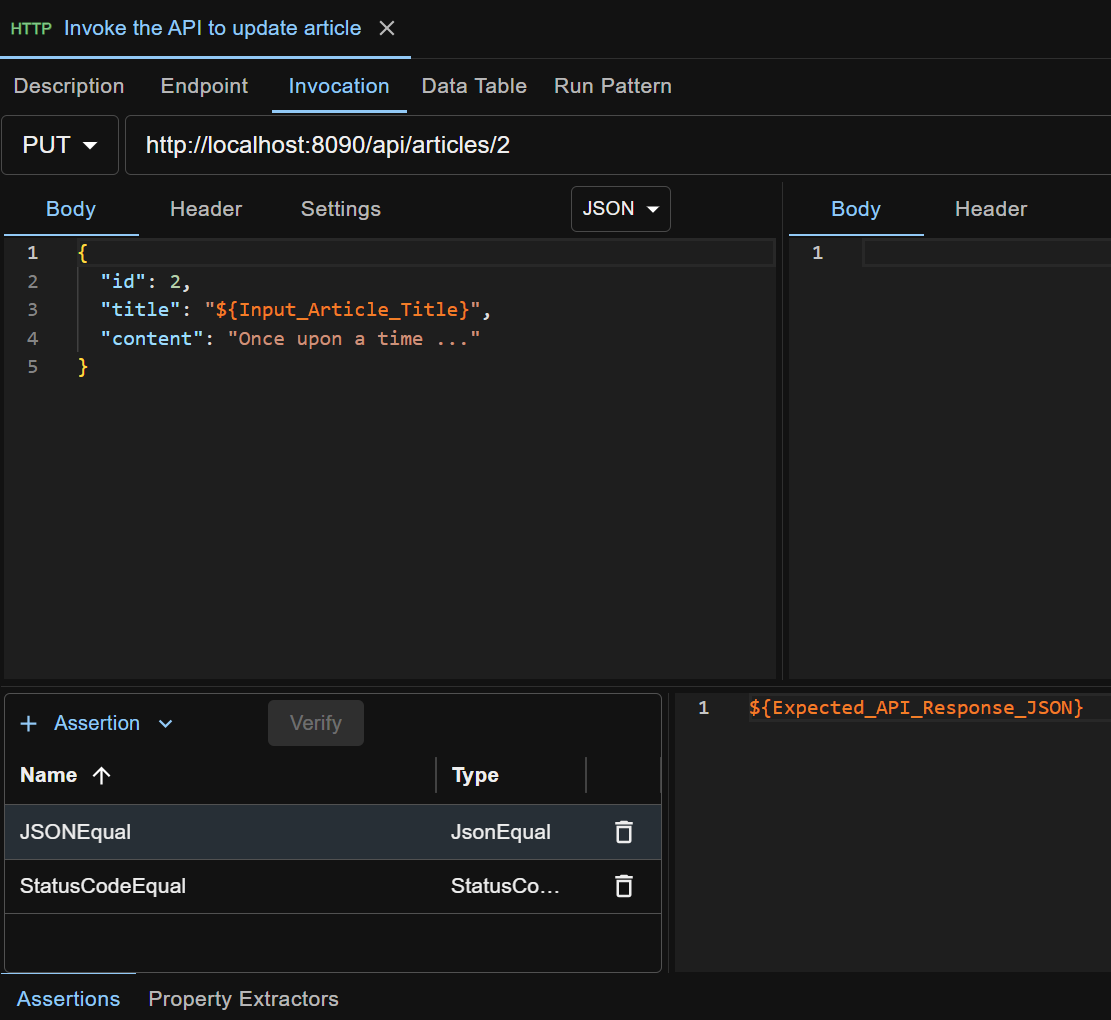 HTTP Invoke the API to update article
Description Endpoint Invocation Data Table Run Pattern
PUT http://localhost:8090/api/articles/2
Body Header Settings JSON Body Header
1 { 1
2 "id": 2,
3 "title": "${Input_Article_Title}",
4 "content": "Once upon a time ..."
5 }
+ Assertion Verify 1 ${Expected_API_Response_JSON}
Name Type
JSONEqual JsonEqual
StatusCodeEqual StatusCo...
Assertions Property Extractors